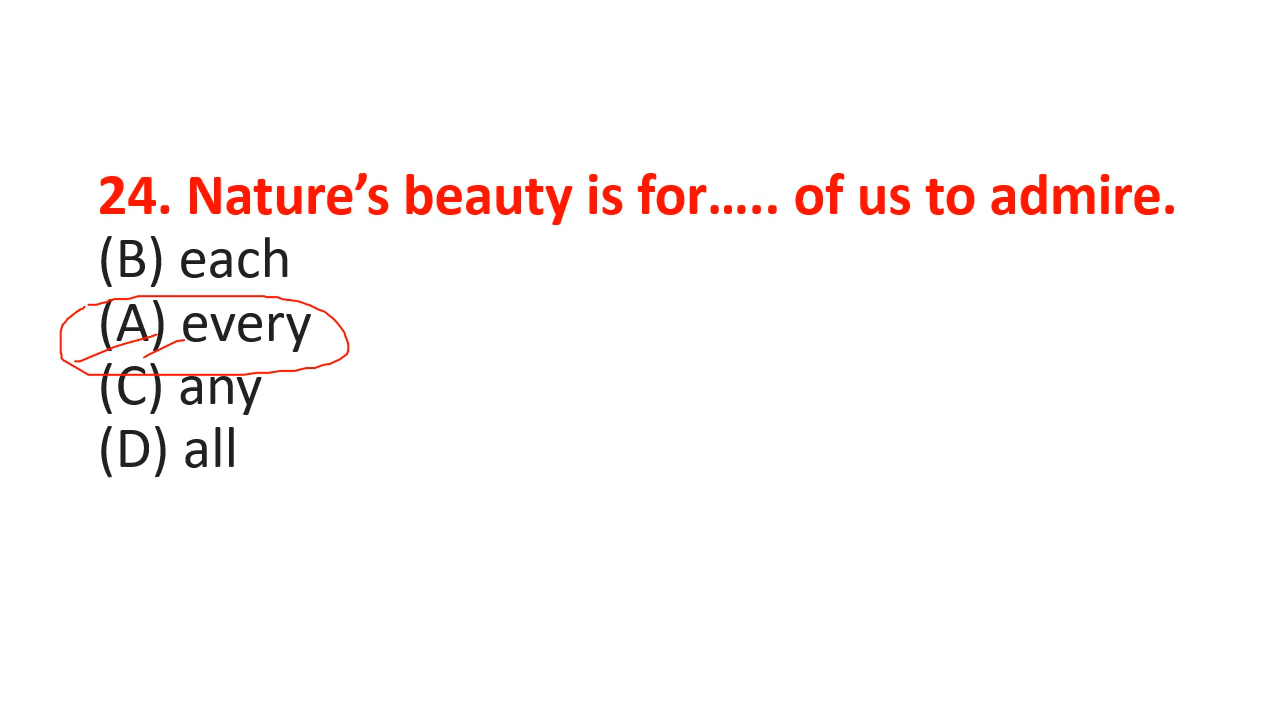 24. Nature’s beauty is for….. of us to admire.
(B) each
(A) every
(C) any
(D) all